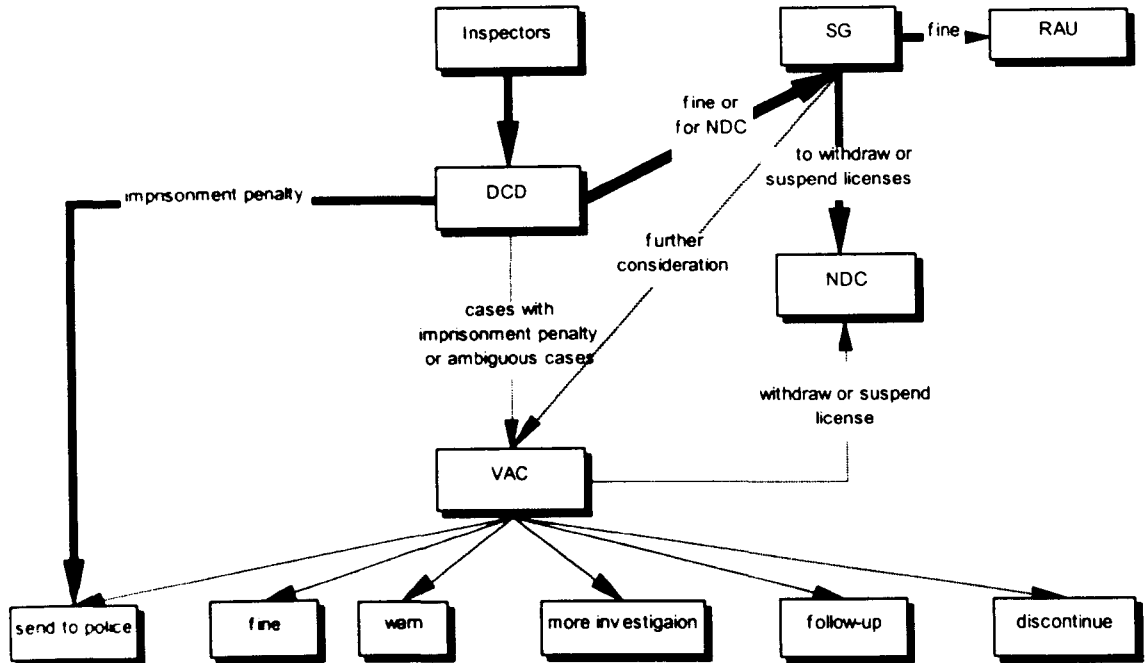 Inspectors
SG
fine
RAU
fine or
for NDC
to withdraw or
suspend licenses
DCD
imprisonment penalty
further
consideration
NDC
cases with
imprisonment penalty
or ambiguous cases
withdraw or suspend
license
VAC
send to police
fine
warn
more investigaion
follow-up
discontinue